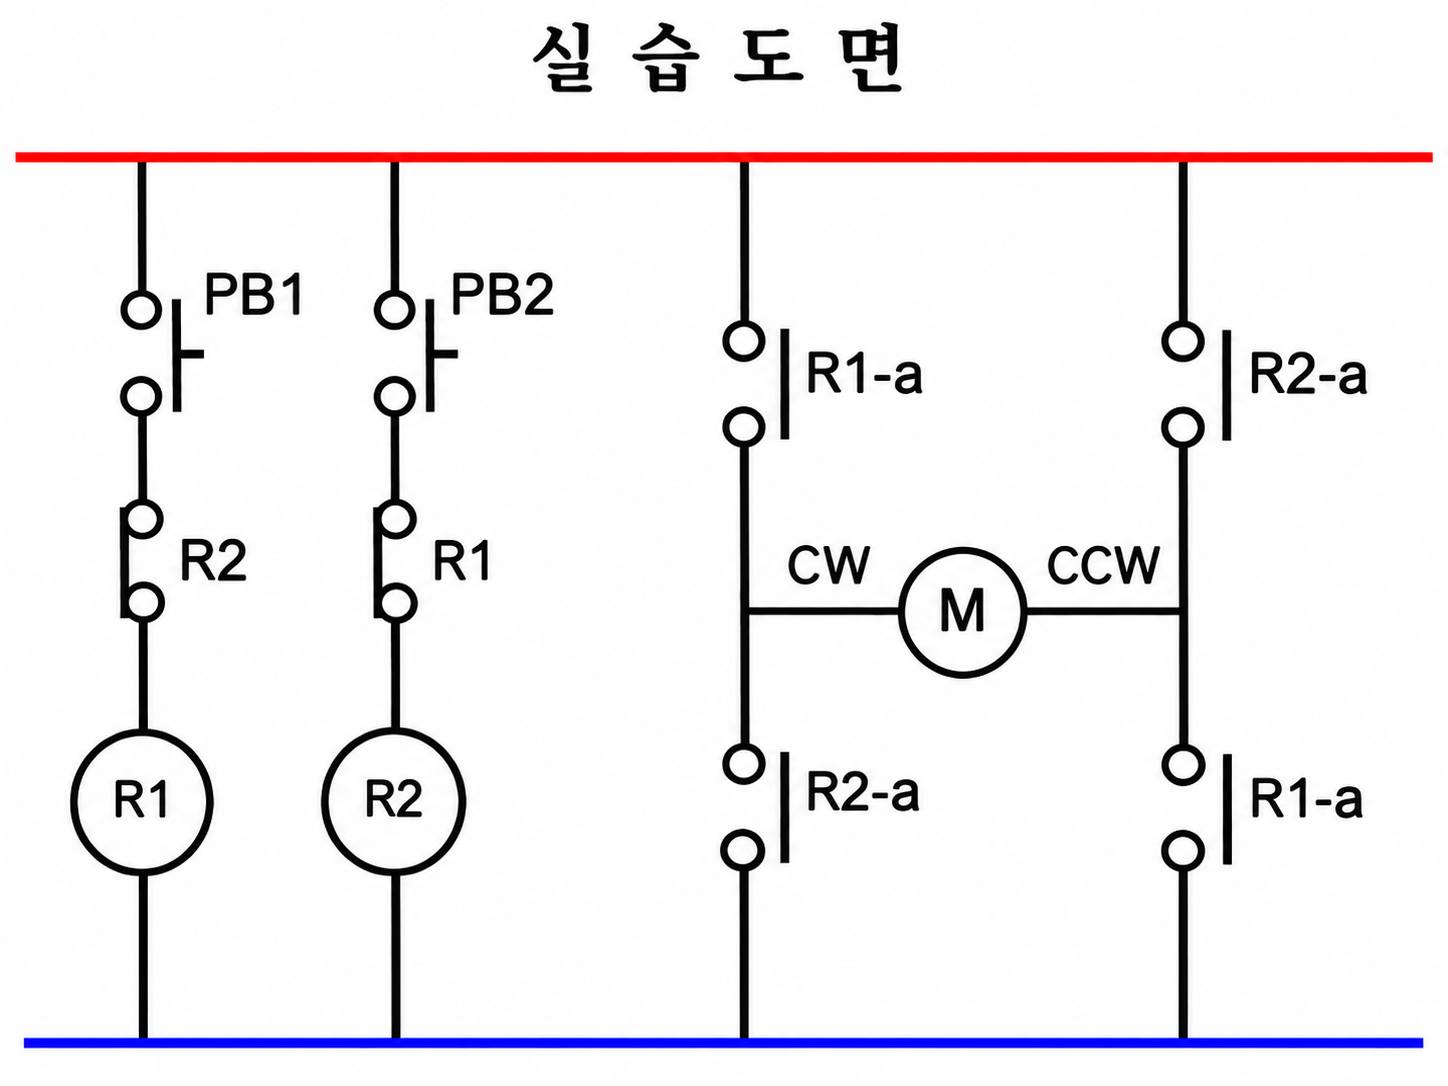 실 습 도 면
PB1
PB2
R1-a
R2-a
R2
R1
CW
M
CCW
R1
R2
R2-a
R1-a